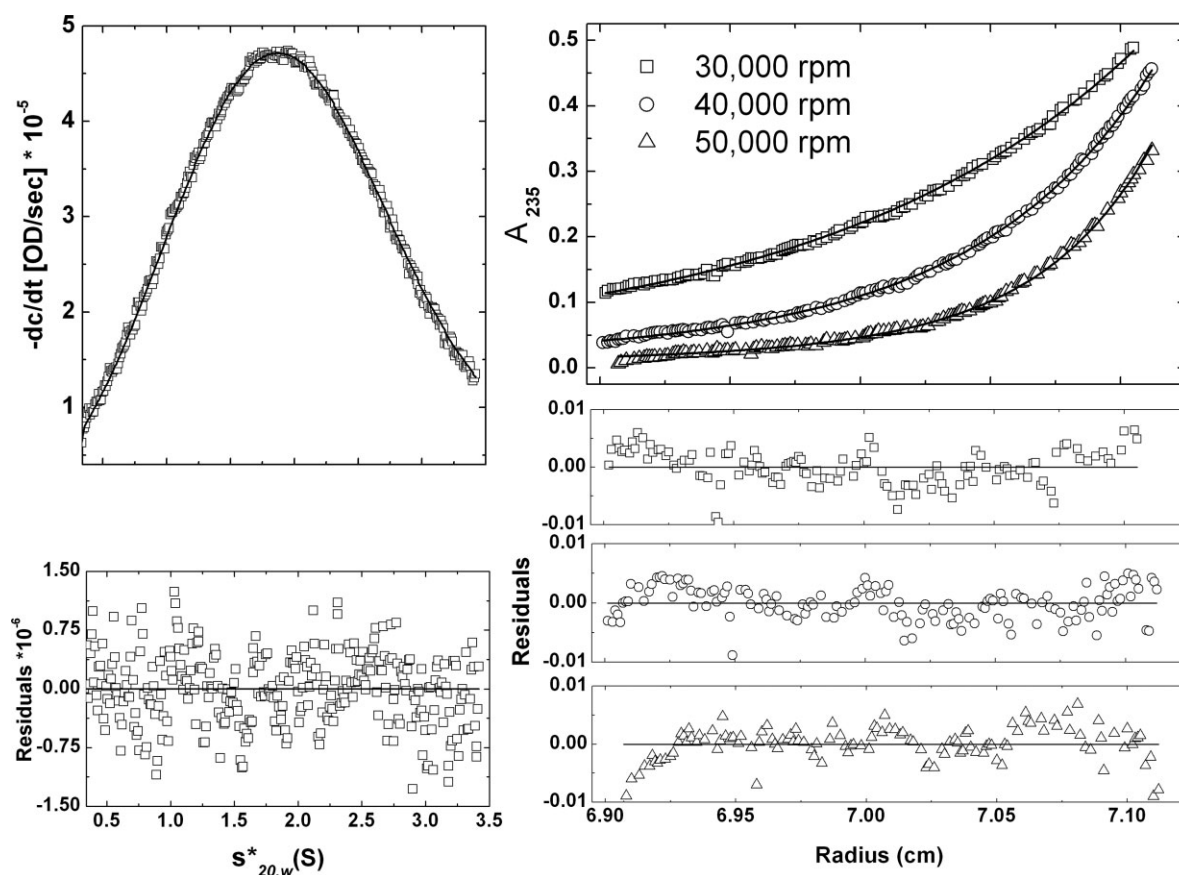 -dc/dt [OD/sec] * 10-5
5
4
3
2
1
Residuals *10-6
1.50
0.75
0.00
-0.75
-1.50
0.5 1.0 1.5 2.0 2.5 3.0 3.5
s*20,w(S)
A235
0.5
0.4
0.3
0.2
0.1
0.0
30,000 rpm
40,000 rpm
50,000 rpm
Residuals
0.01
0.00
-0.01
0.01
0.00
-0.01
0.01
0.00
-0.01
6.90 6.95 7.00 7.05 7.10
Radius (cm)